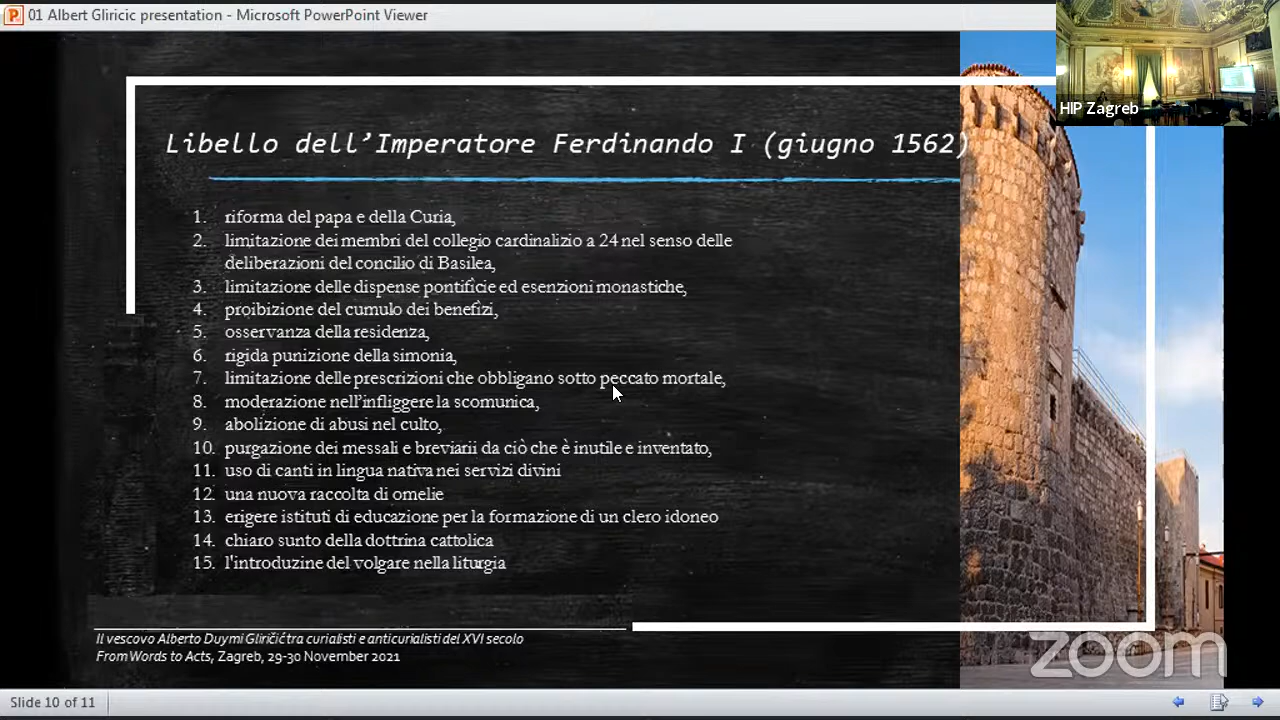 01 Albert Gliricic presentation - Microsoft PowerPoint Viewer
HIP Zagreb
Libello dell’Imperatore Ferdinando I (giugno 1562)
1. riforma del papa e della Curia,
2. limitazione dei membri del collegio cardinalizio a 24 nel senso delle
deliberazioni del concilio di Basilea,
3. limitazione delle dispense pontificie ed esenzioni monastiche,
4. proibizione del cumulo dei benefizi,
5. osservanza della residenza,
6. rigida punizione della simonia,
7. limitazione delle prescrizioni che obbligano sotto peccato mortale,
8. moderazione nell’infliggere la scomunica,
9. abolizione di abusi nel culto,
10. purgazione dei messali e breviarii da ciò che è inutile e inventato,
11. uso di canti in lingua nativa nei servizi divini
12. una nuova raccolta di omelie
13. erigere istituti di educazione per la formazione di un clero idoneo
14. chiaro sunto della dottrina cattolica
15. l'introduzine del volgare nella liturgia
Il vescovo Alberto Duymi Gliričić tra curialisti e anticurialisti del XVI secolo
From Words to Acts, Zagreb, 29-30 November 2021
zoom
Slide 10 of 11